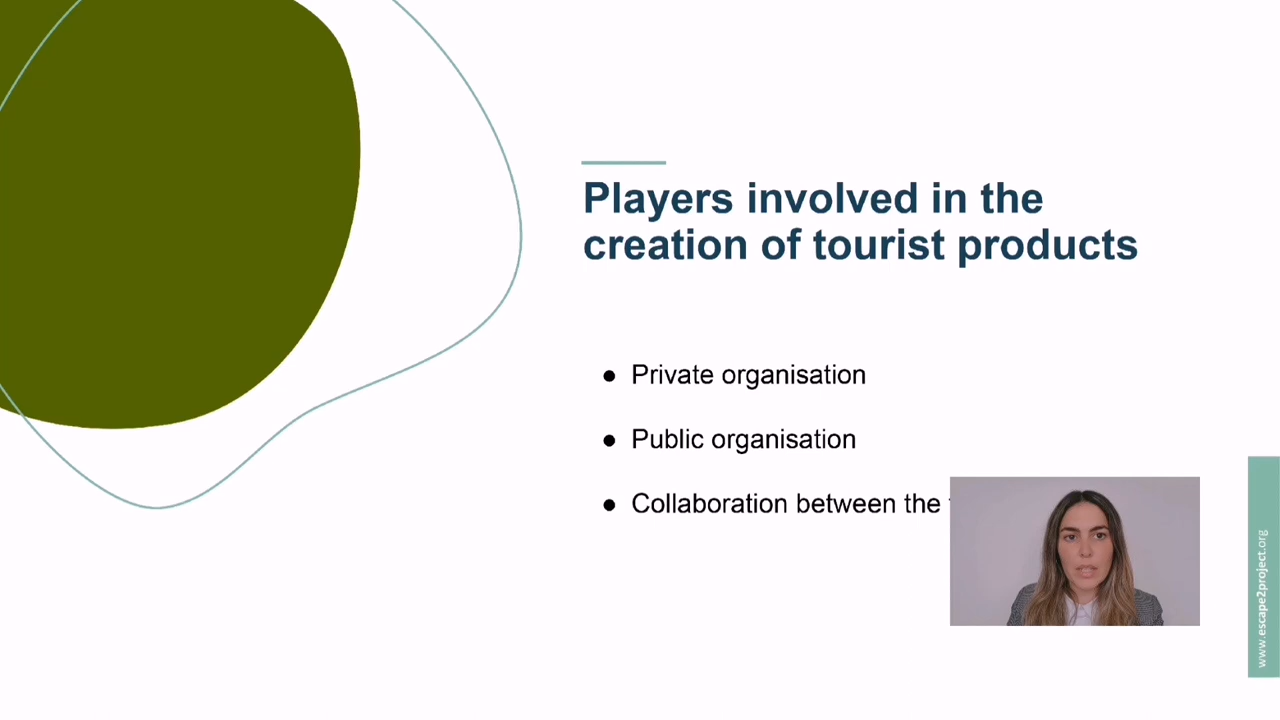 Players involved in the
creation of tourist products
● Private organisation
● Public organisation
● Collaboration between the
www.escape2project.org